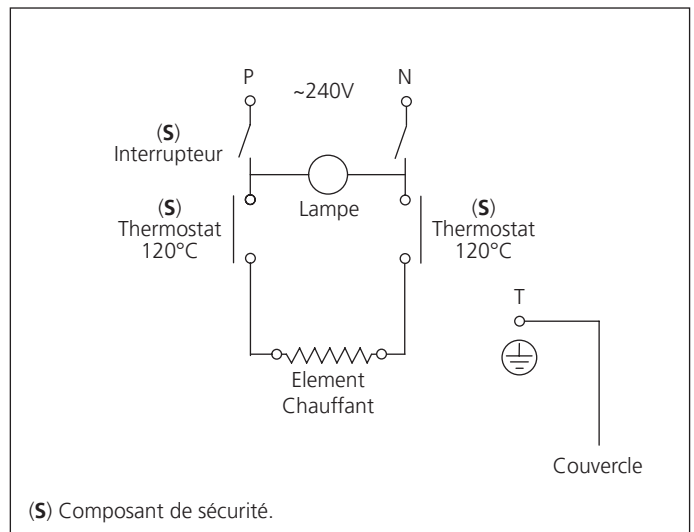 P
N
~240V
(S)
Interrupteur
(S)
Thermostat
120°C
Lampe
(S)
Thermostat
120°C
T
Element
Chauffant
Couvercle
(S) Composant de sécurité.